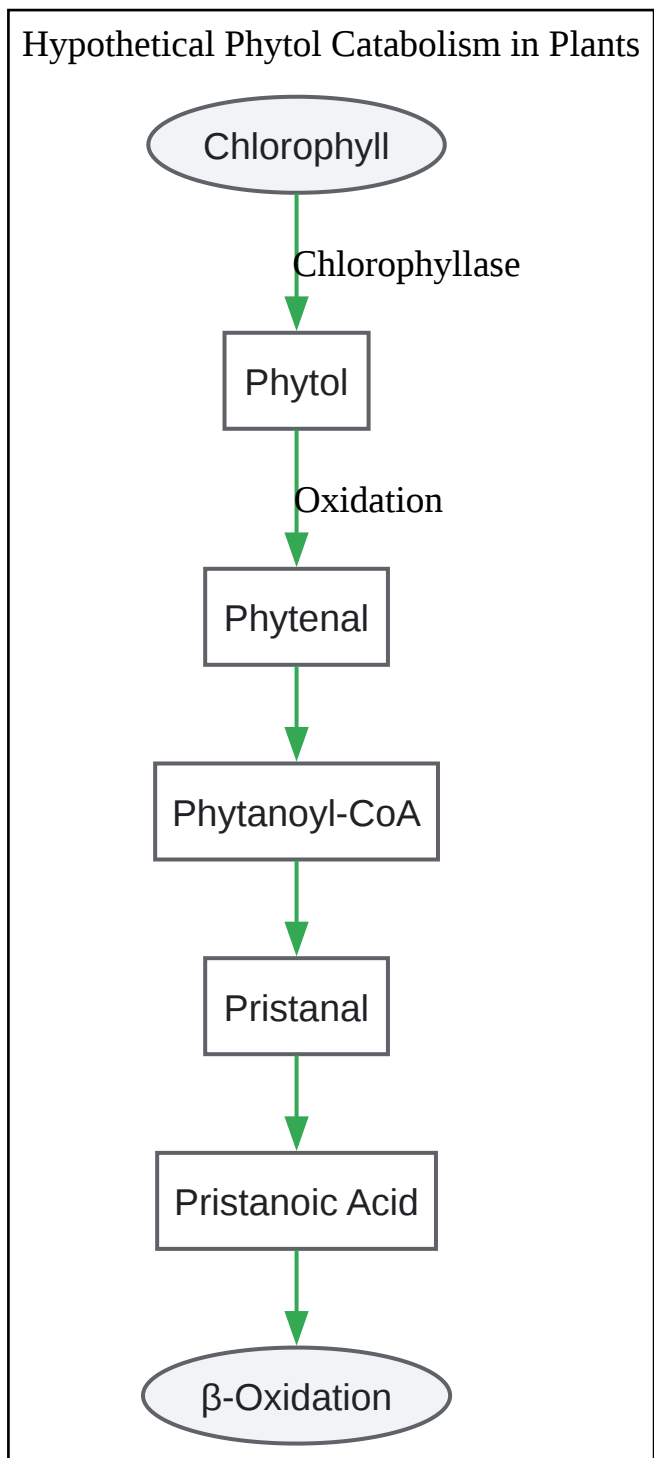 Hypothetical Phytol Catabolism in Plants
Chlorophyll
Chlorophyllase
Phytol
Oxidation
Phytenal
Phytanoyl-CoA
Pristanal
Pristanoic Acid
β-Oxidation